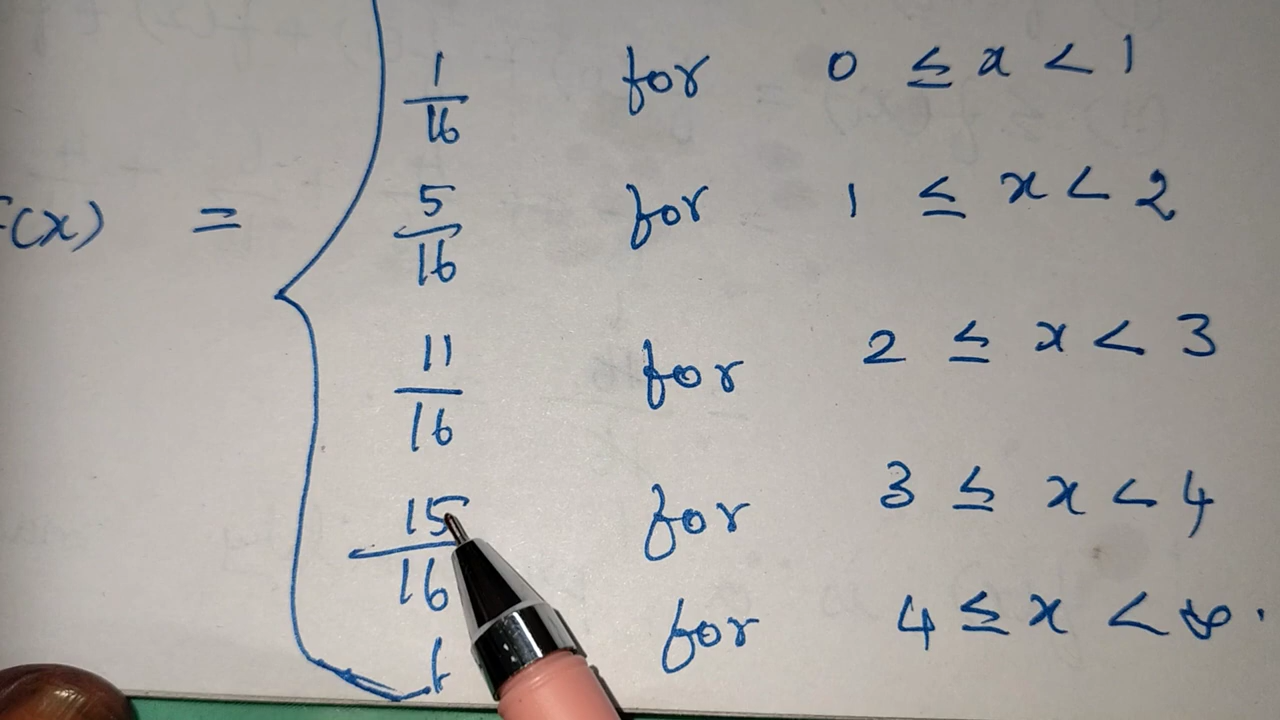 1/16 for 0 ≤ x < 1
5/16 for 1 ≤ x < 2
F(x) =
11/16 for 2 ≤ x < 3
15/16 for 3 ≤ x < 4
1 for 4 ≤ x < ∞.